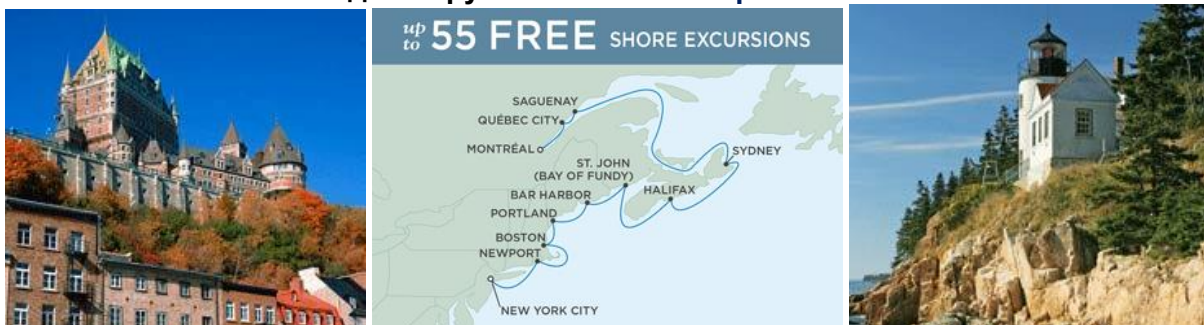 up to 55 FREE SHORE EXCURSIONS
SAGUENAY
QUÉBEC CITY
MONTRÉAL
SYDNEY
ST. JOHN
(BAY OF FUNDY)
HALIFAX
BAR HARBOR
PORTLAND
BOSTON
NEWPORT
NEW YORK CITY